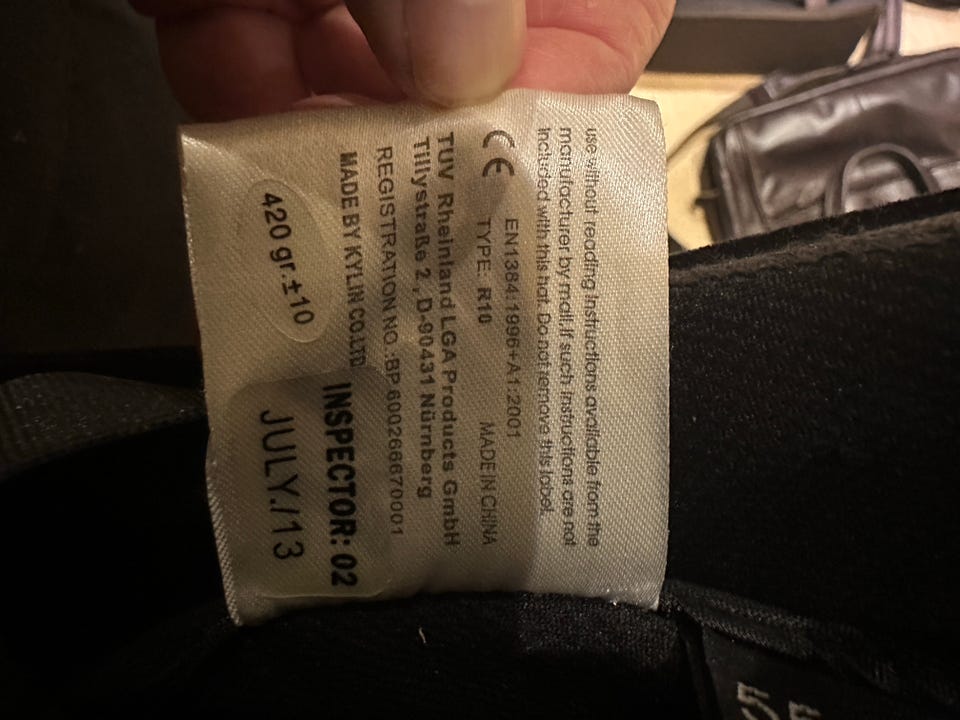 use without reading instructions available from the
manufacturer by mail.If such instructions are not
included with this hat. Do not remove this label.
EN1384:1996+A1:2001
CE TYPE: R10 MADE IN CHINA
TUV Rheinland LGA Products GmbH
Tillystraße 2 , D-90431 Nürnberg
REGISTRATION NO.:BP 600266670001
MADE BY KYLIN CO.LTD
INSPECTOR: 02
420 gr.±10
JULY./13